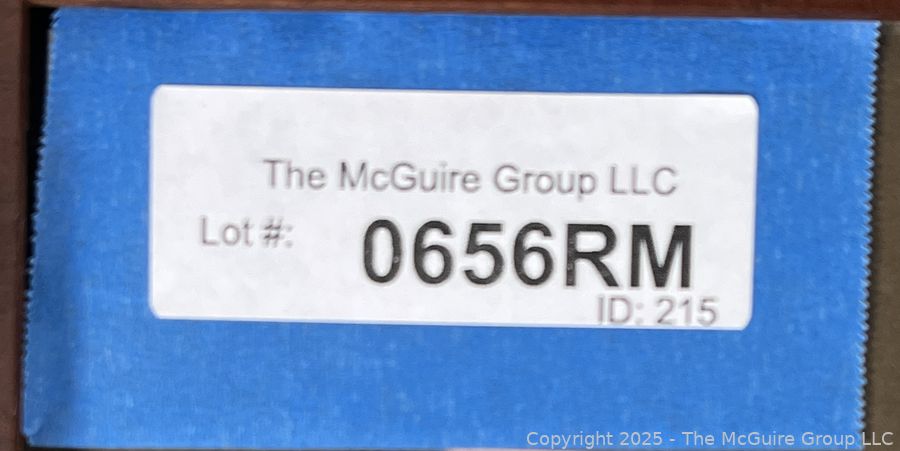 The McGuire Group LLC
Lot #: 0656RM
ID: 215
Copyright 2025 - The McGuire Group LLC